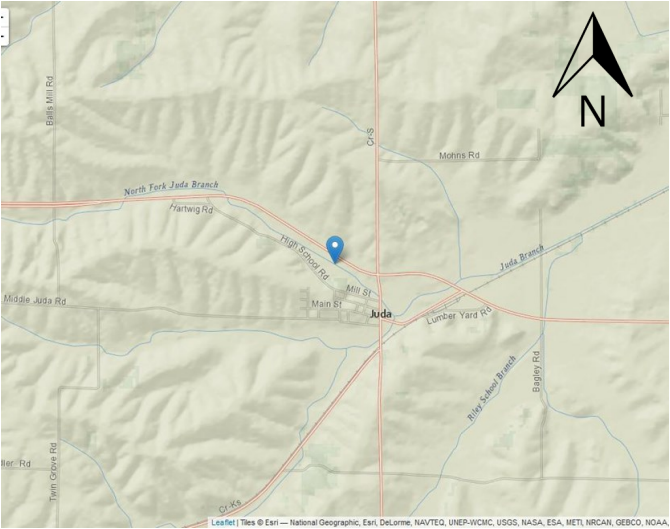 N
Balls Mill Rd
Cr-S
Mohns Rd
North Fork Juda Branch
Hartwig Rd
High School Rd
Juda Branch
Mill St
Middle Juda Rd
Main St
Juda
Lumber Yard Rd
Bagley Rd
Riley School Branch
ller Rd
Twin Grove Rd
Cr-Ks
Leaflet | Tiles © Esri — National Geographic, Esri, DeLorme, NAVTEQ, UNEP-WCMC, USGS, NASA, ESA, METI, NRCAN, GEBCO, NOAA